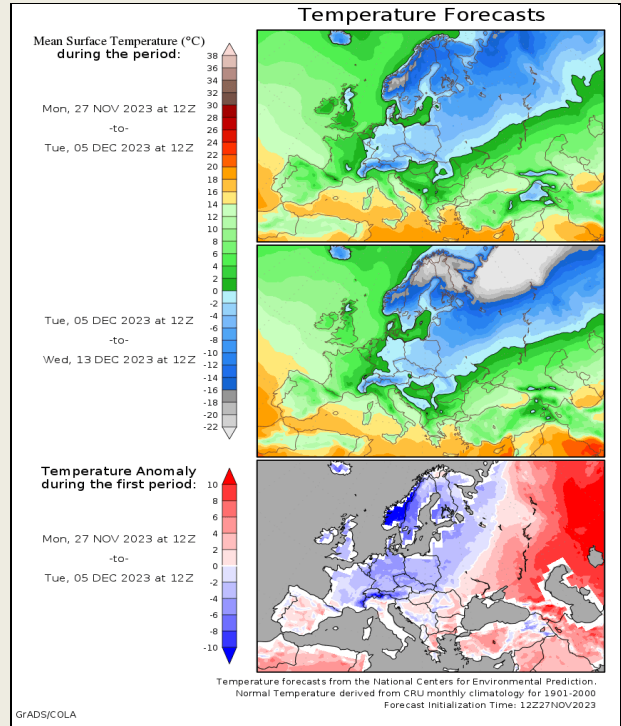 Temperature Forecasts
Mean Surface Temperature (°C)
during the period:
Mon, 27 NOV 2023 at 12Z
-to-
Tue, 05 DEC 2023 at 12Z
38
36
34
32
30
28
26
24
22
20
18
16
14
12
10
8
6
4
2
0
-2
-4
-6
-8
-10
-12
-14
-16
-18
-20
-22
Tue, 05 DEC 2023 at 12Z
-to-
Wed, 13 DEC 2023 at 12Z
Temperature Anomaly
during the first period:
Mon, 27 NOV 2023 at 12Z
-to-
Tue, 05 DEC 2023 at 12Z
10
8
6
4
2
0
-2
-4
-6
-8
-10
Temperature forecasts from the National Centers for Environmental Prediction.
Normal Temperature derived from CRU monthly climatology for 1901-2000
Forecast Initialization Time: 12Z27NOV2023
GrADS/COLA